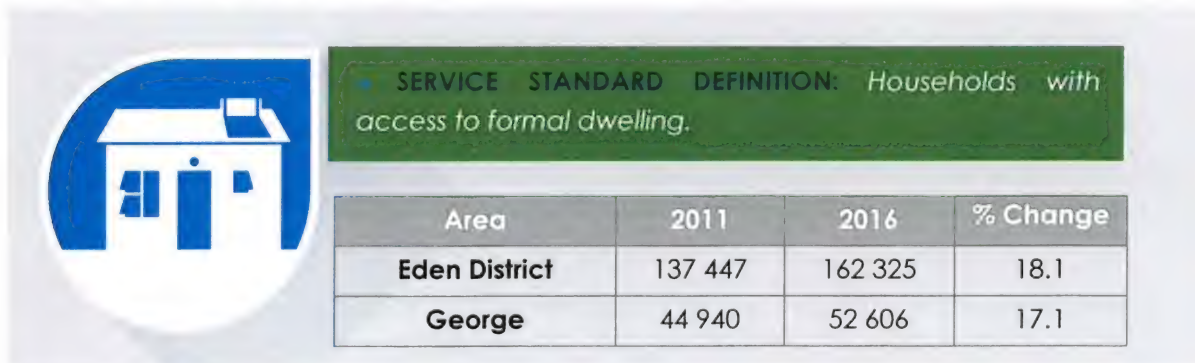 SERVICE STANDARD DEFINITION: Households with
access to formal dwelling.
Area 2011 2016 % Change
Eden District 137 447 162 325 18.1
George 44 940 52 606 17.1